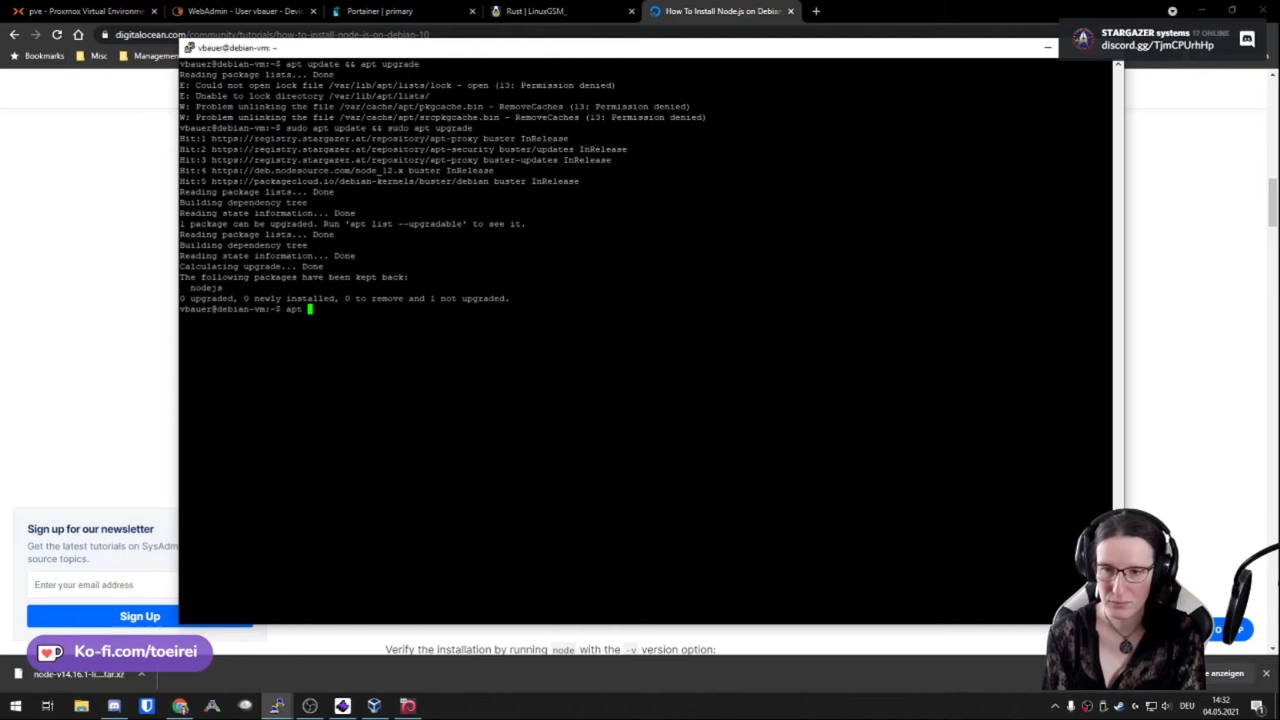 pve - Proxmox Virtual Environm
WebAdmin - User vbauer - Devi
Portainer | primary
Rust | LinuxGSM_
How To Install Node.js on Debian
digitalocean.com/community/tutorials/how-to-install-node-js-on-debian-10
STARGAZER systems 17 ONLINE
discord.gg/TjmCPUrhHp
Bookmarks
Misc
Management
vbauer@debian-vm: ~
vbauer@debian-vm:~$ apt update && apt upgrade
Reading package lists... Done
E: Could not open lock file /var/lib/apt/lists/lock - open (13: Permission denied)
E: Unable to lock directory /var/lib/apt/lists/
W: Problem unlinking the file /var/cache/apt/pkgcache.bin - RemoveCaches (13: Permission denied)
W: Problem unlinking the file /var/cache/apt/srcpkgcache.bin - RemoveCaches (13: Permission denied)
vbauer@debian-vm:~$ sudo apt update && sudo apt upgrade
Hit:1 https://registry.stargazer.at/repository/apt-proxy buster InRelease
Hit:2 https://registry.stargazer.at/repository/apt-security buster/updates InRelease
Hit:3 https://registry.stargazer.at/repository/apt-proxy buster-updates InRelease
Hit:4 https://deb.nodesource.com/node_12.x buster InRelease
Hit:5 https://packagecloud.io/debian-kernels/buster/debian buster InRelease
Reading package lists... Done
Building dependency tree
Reading state information... Done
1 package can be upgraded. Run 'apt list --upgradable' to see it.
Reading package lists... Done
Building dependency tree
Reading state information... Done
Calculating upgrade... Done
The following packages have been kept back:
nodejs
0 upgraded, 0 newly installed, 0 to remove and 1 not upgraded.
vbauer@debian-vm:~$ apt
Sign up for our newsletter
Get the latest tutorials on SysAdm
source topics.
Enter your email address
Sign Up
Ko-fi.com/toeirei
Verify the installation by running node with the -v version option:
node-v14.16.1-li....tar.xz
e anzeigen
DEU
14:32
04.05.2021